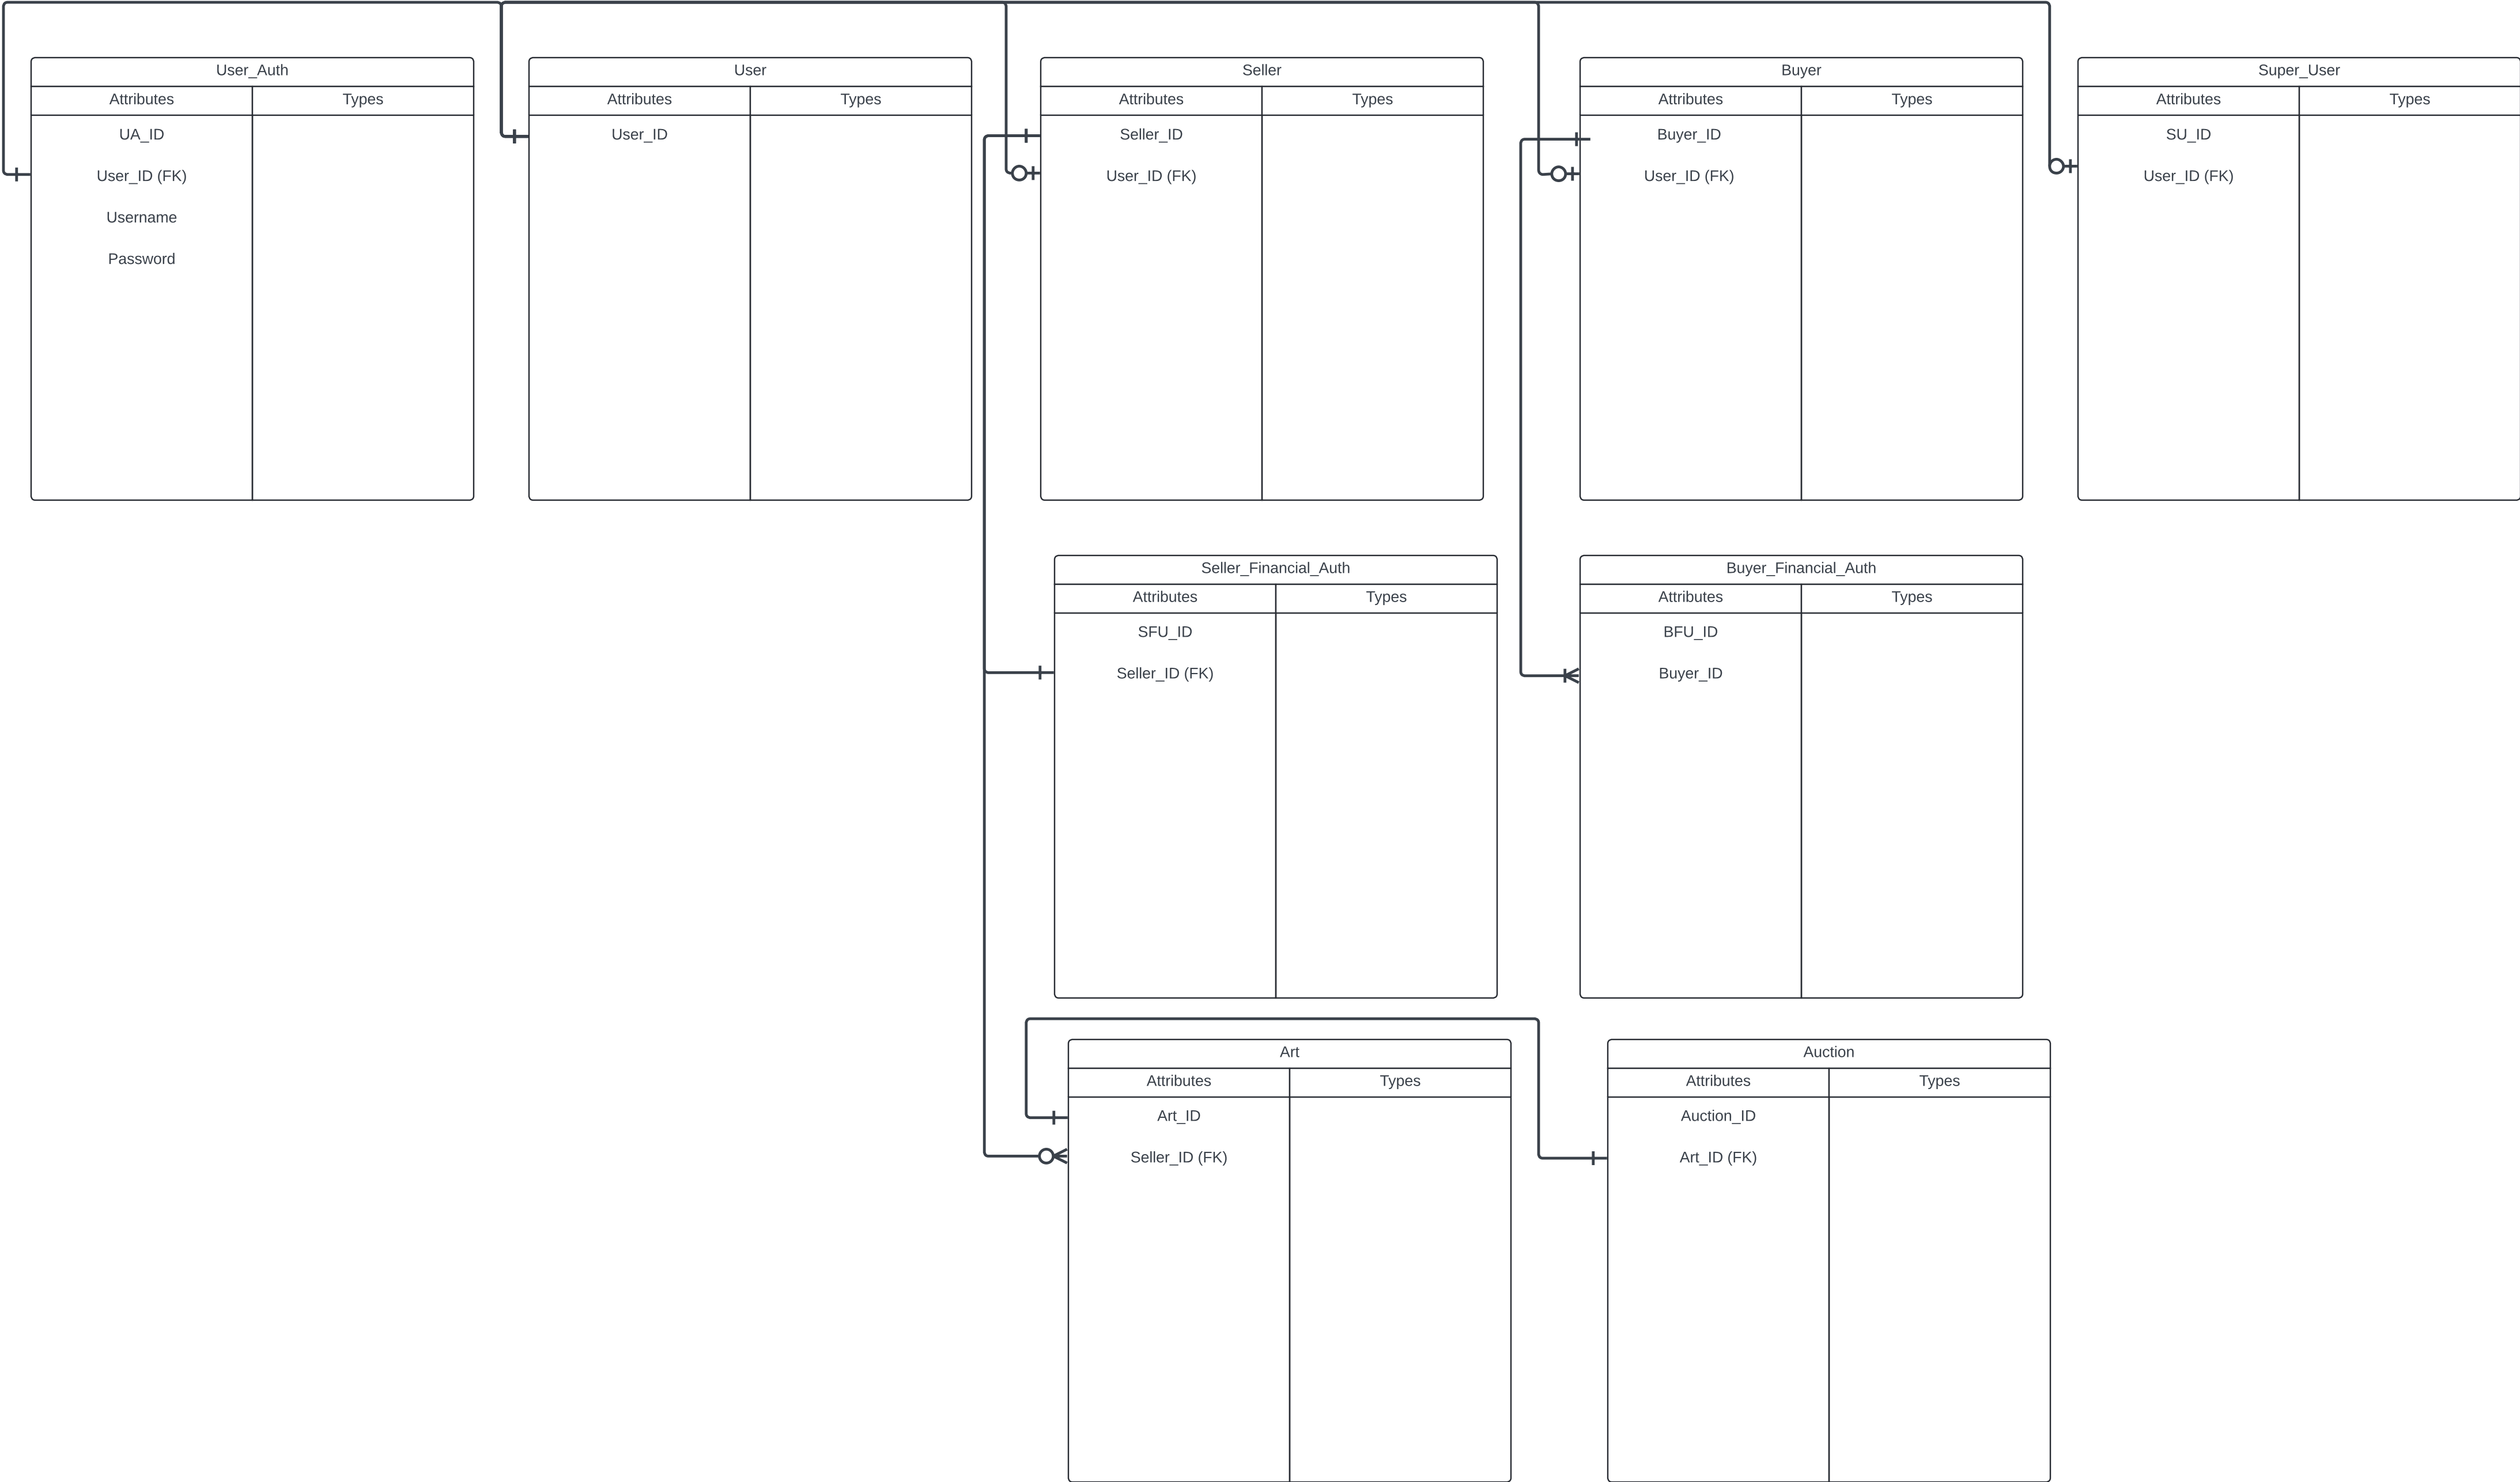 User_Auth
Attributes Types
UA_ID
User_ID (FK)
Username
Password
User
Attributes Types
User_ID
Seller
Attributes Types
Seller_ID
User_ID (FK)
Buyer
Attributes Types
Buyer_ID
User_ID (FK)
Super_User
Attributes Types
SU_ID
User_ID (FK)
Seller_Financial_Auth
Attributes Types
SFU_ID
Seller_ID (FK)
Buyer_Financial_Auth
Attributes Types
BFU_ID
Buyer_ID
Art
Attributes Types
Art_ID
Seller_ID (FK)
Auction
Attributes Types
Auction_ID
Art_ID (FK)